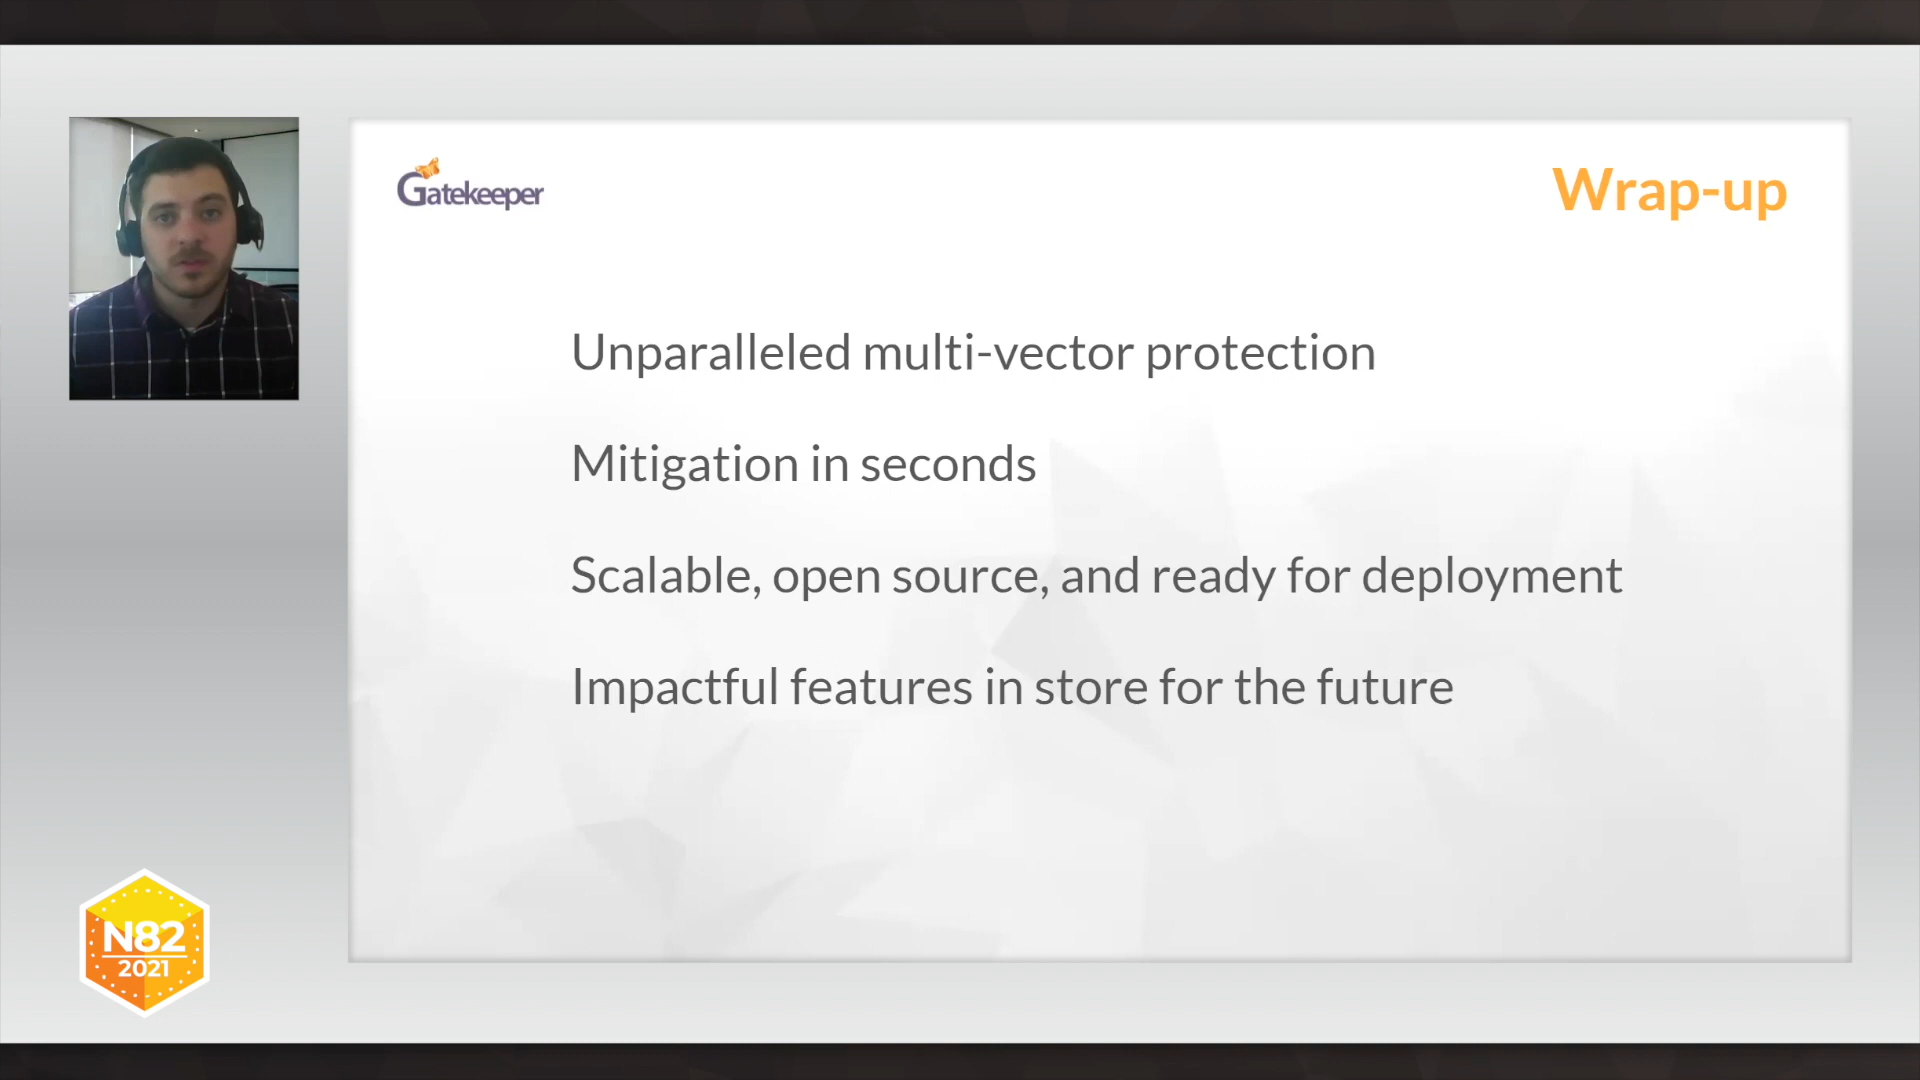 Gatekeeper
Wrap-up
Unparalleled multi-vector protection
Mitigation in seconds
Scalable, open source, and ready for deployment
Impactful features in store for the future
N82
2021